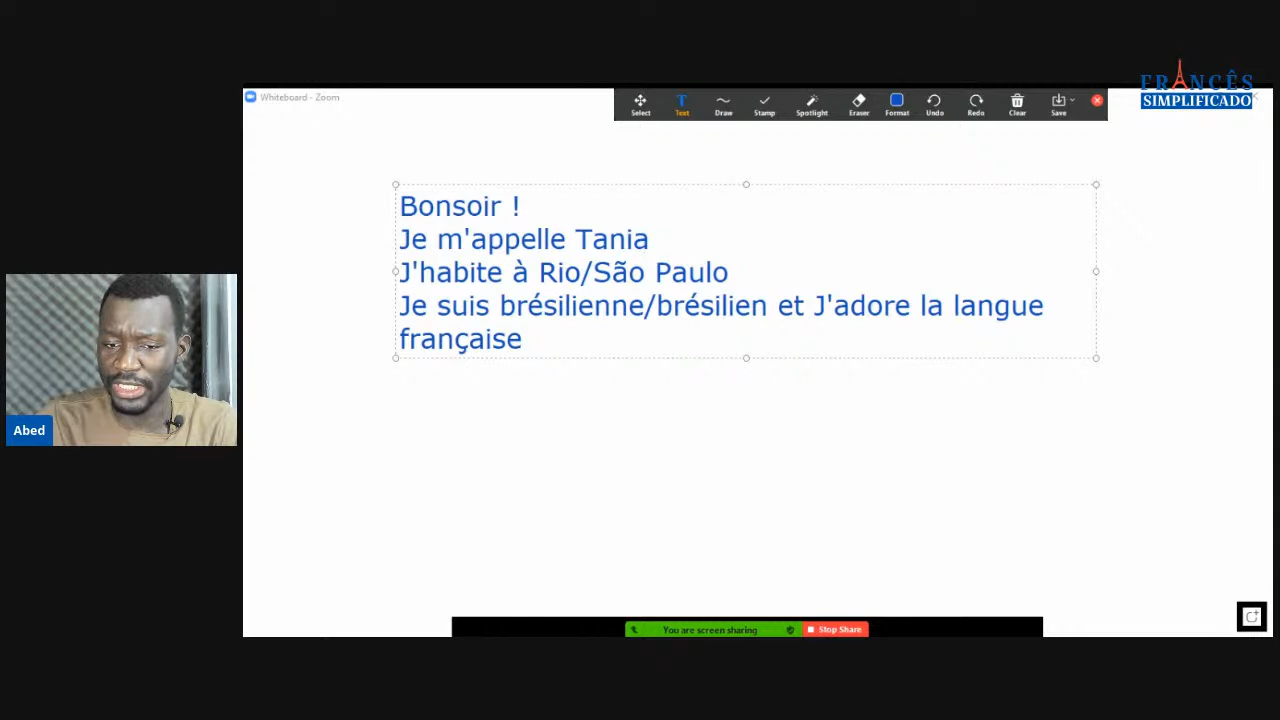 FRANCÊS
SIMPLIFICADO
Whiteboard - Zoom
Select
Text
Draw
Stamp
Spotlight
Eraser
Format
Undo
Redo
Clear
Save
Bonsoir !
Je m'appelle Tania
J'habite à Rio/São Paulo
Je suis brésilienne/brésilien et J'adore la langue
française
Abed
You are screen sharing
Stop Share